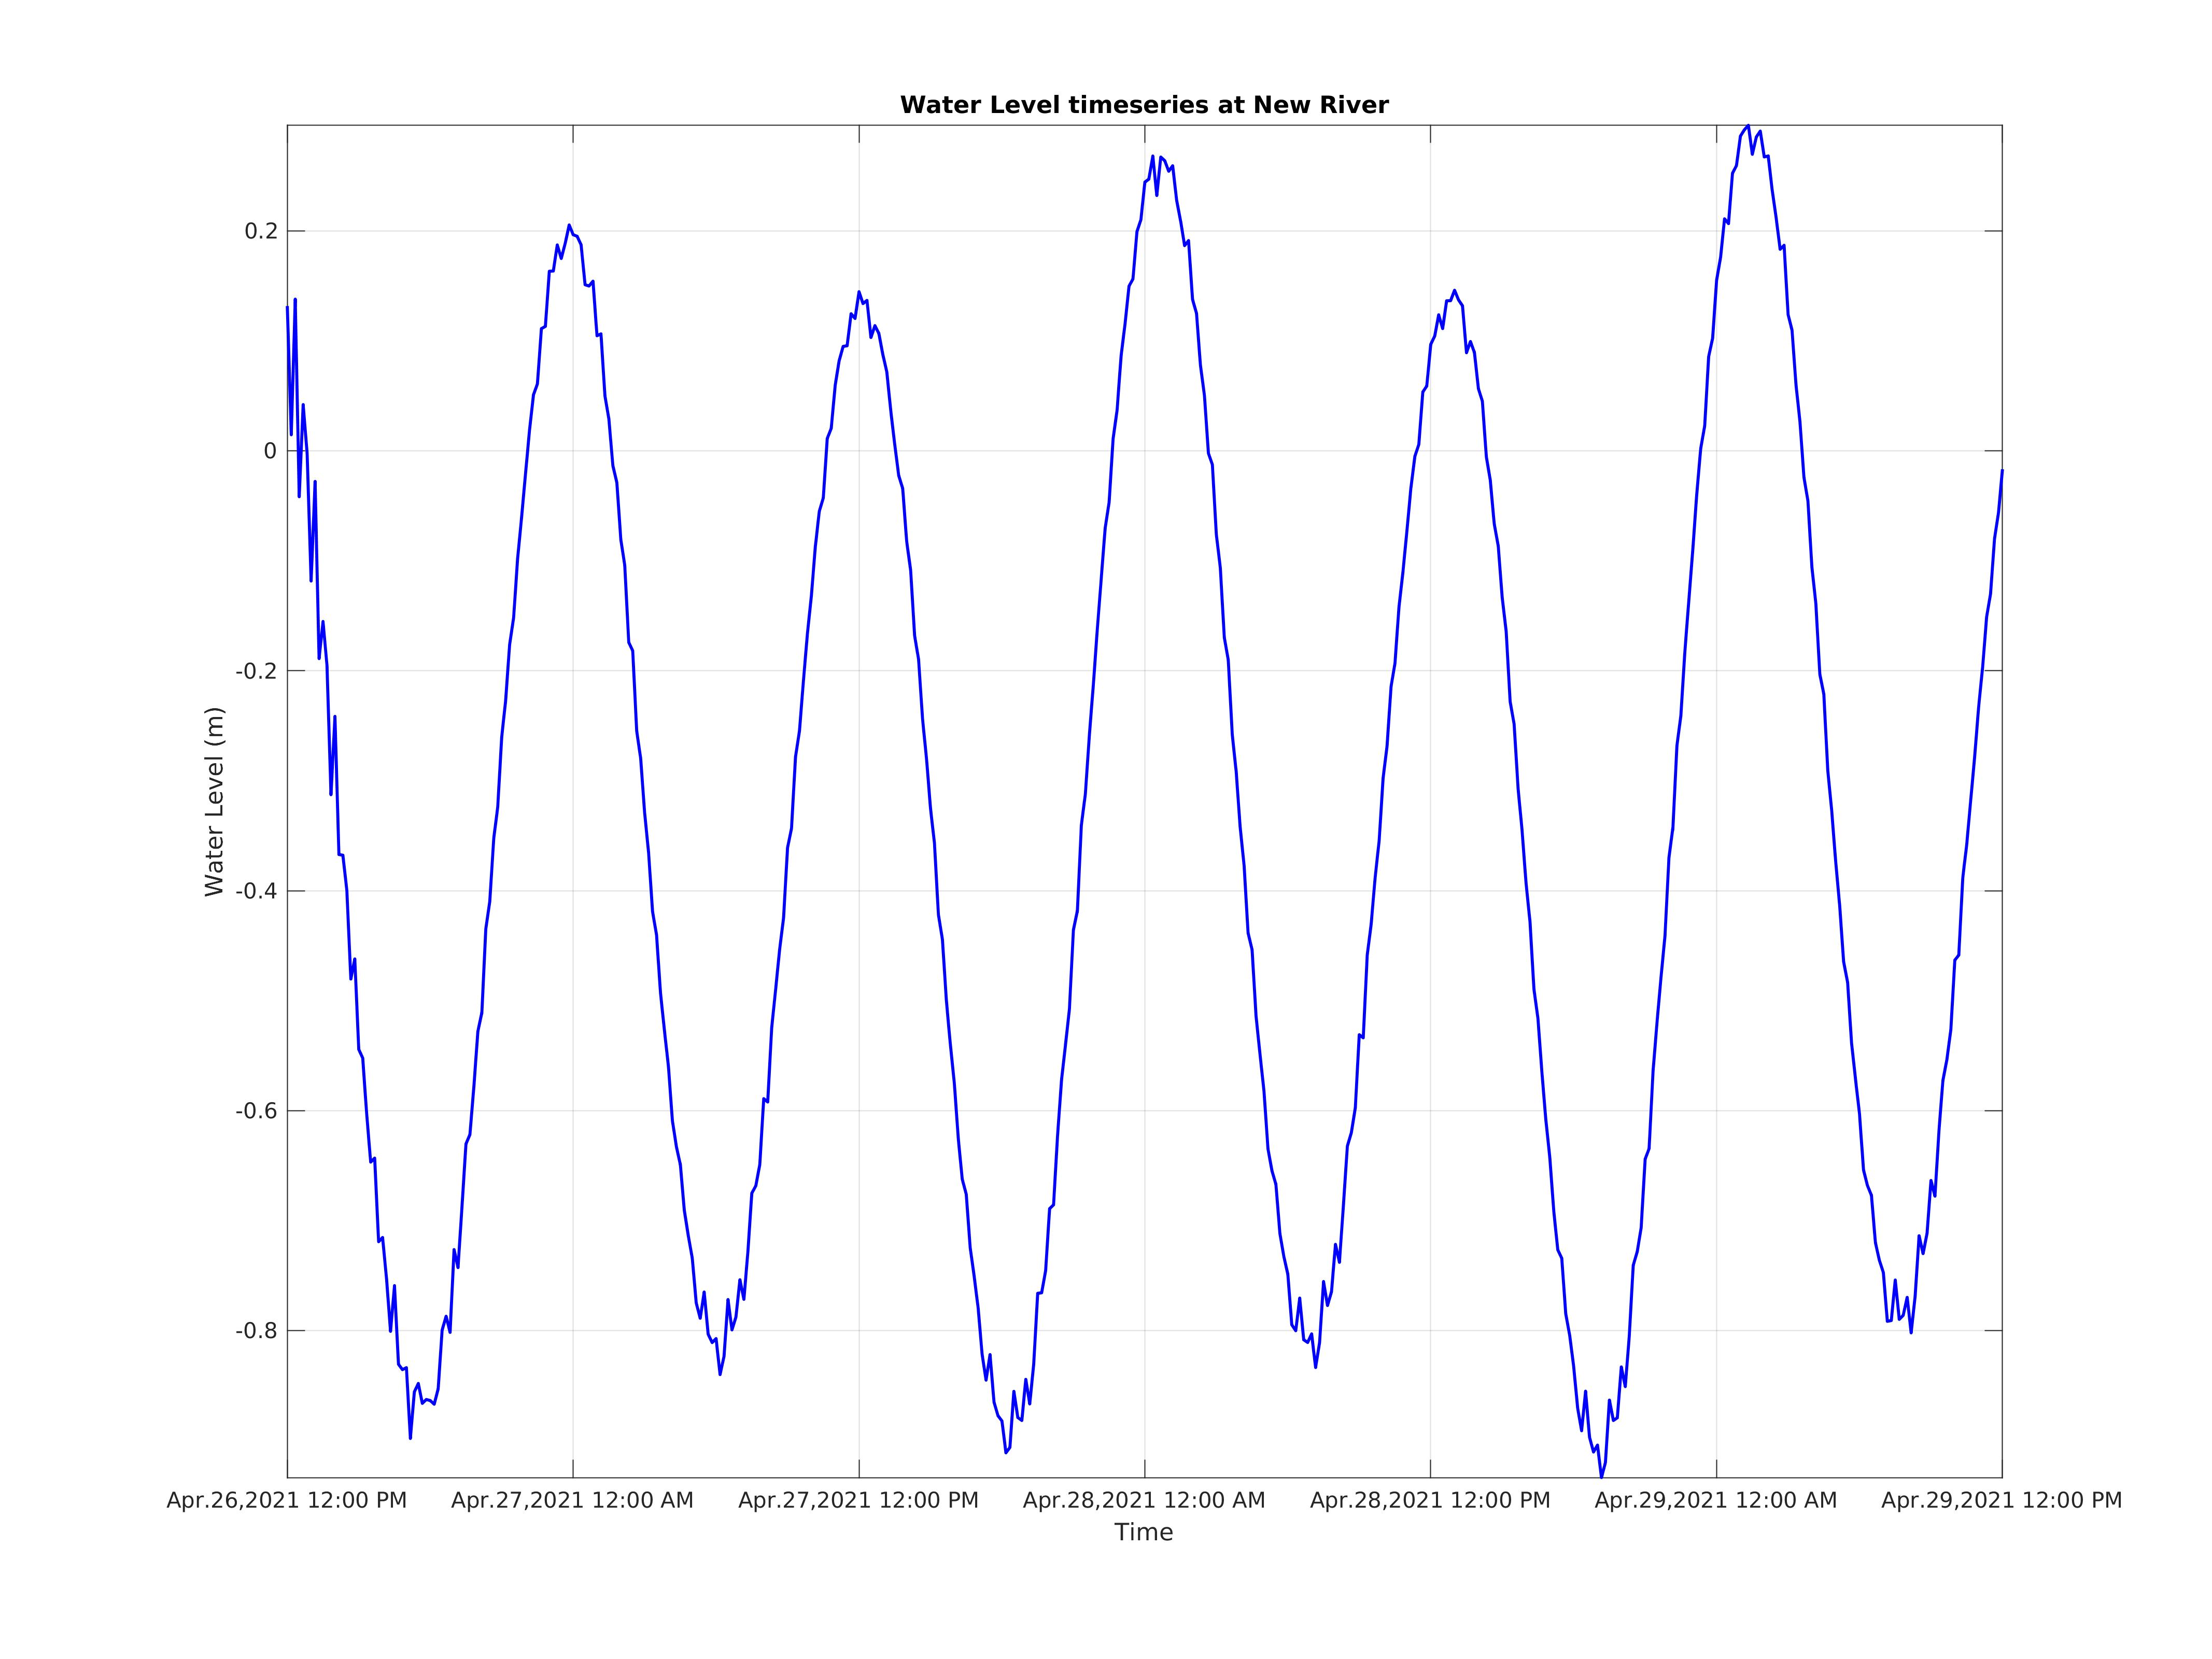 Water Level timeseries at New River
0.2
0
-0.2
-0.4
-0.6
-0.8
Water Level (m)
Apr.26,2021 12:00 PM Apr.27,2021 12:00 AM Apr.27,2021 12:00 PM Apr.28,2021 12:00 AM Apr.28,2021 12:00 PM Apr.29,2021 12:00 AM Apr.29,2021 12:00 PM
Time